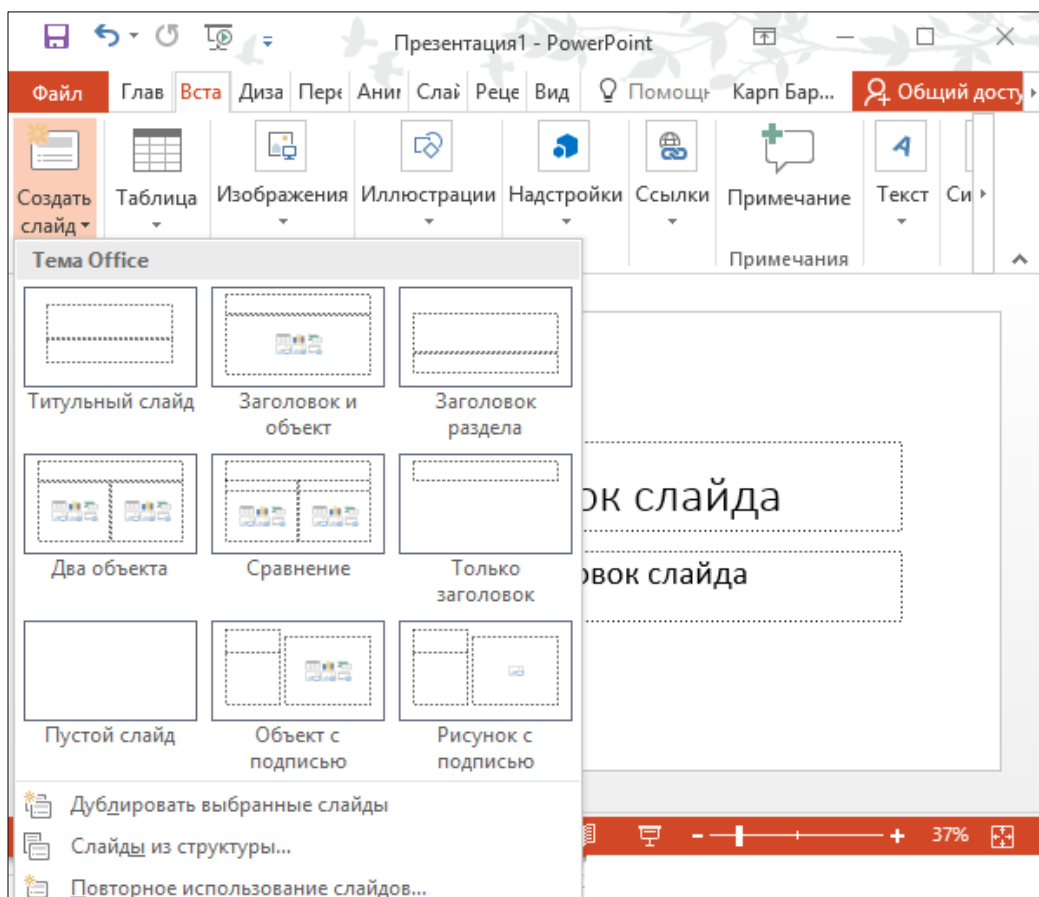 Презентация1 - PowerPoint
Файл Глав Вста Диза Пере Аним Слай Реце Вид Помощн Карп Бар... Общий досту
Создать слайд Таблица Изображения Иллюстрации Надстройки Ссылки Примечание Текст Си
Примечания
Тема Office
Титульный слайд Заголовок и объект Заголовок раздела
Два объекта Сравнение Только заголовок
Пустой слайд Объект с подписью Рисунок с подписью
Дублировать выбранные слайды
Слайды из структуры...
Повторное использование слайдов...
ок слайда
овок слайда
37%